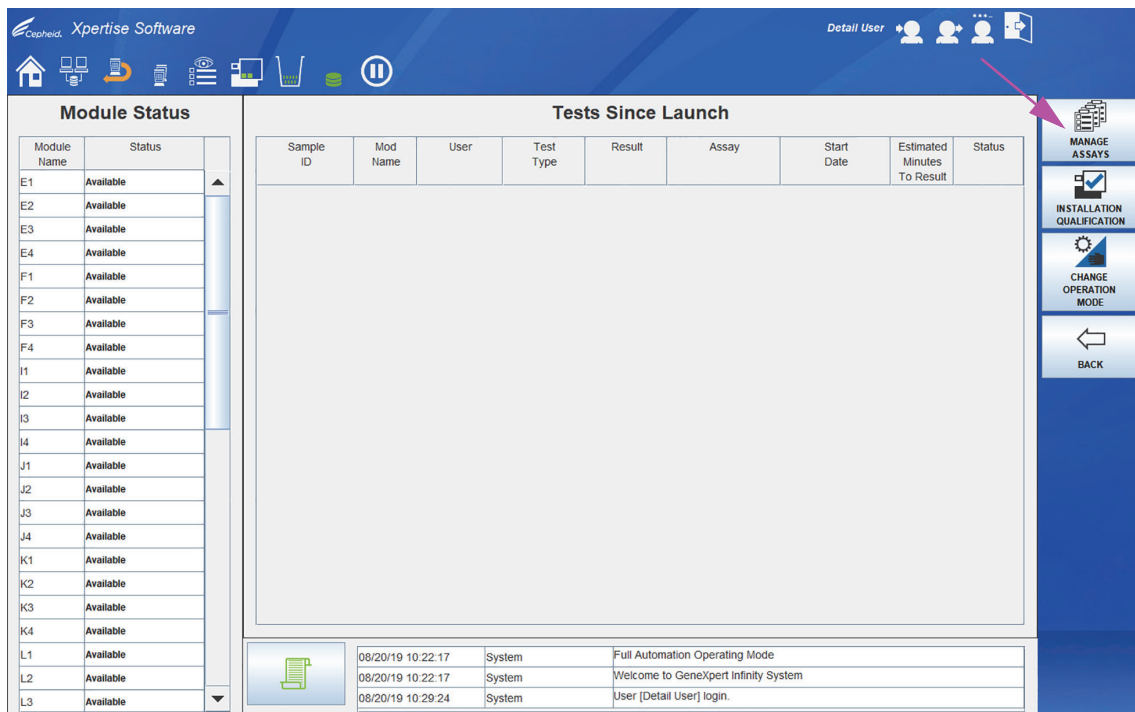 Cepheid. Xpertise Software
Detail User
Module Status
Module Name Status
E1 Available
E2 Available
E3 Available
E4 Available
F1 Available
F2 Available
F3 Available
F4 Available
I1 Available
I2 Available
I3 Available
I4 Available
J1 Available
J2 Available
J3 Available
J4 Available
K1 Available
K2 Available
K3 Available
K4 Available
L1 Available
L2 Available
L3 Available
Tests Since Launch
Sample ID Mod Name User Test Type Result Assay Start Date Estimated Minutes To Result Status
08/20/19 10:22:17 System Full Automation Operating Mode
08/20/19 10:22:17 System Welcome to GeneXpert Infinity System
08/20/19 10:29:24 System User [Detail User] login.
MANAGE
ASSAYS
INSTALLATION
QUALIFICATION
CHANGE
OPERATION
MODE
BACK